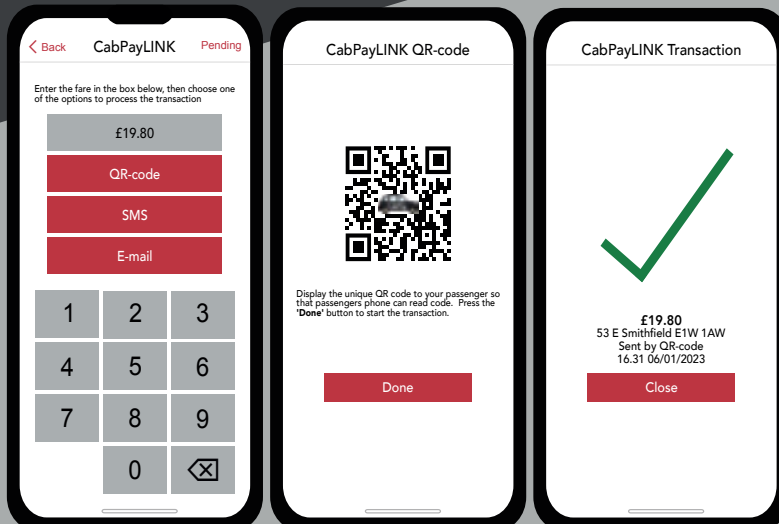 Back CabPayLINK Pending
Enter the fare in the box below, then choose one
of the options to process the transaction
£19.80
QR-code
SMS
E-mail
1 2 3
4 5 6
7 8 9
0
CabPayLINK QR-code
Display the unique QR code to your passenger so
that passengers phone can read code. Press the
'Done' button to start the transaction.
Done
CabPayLINK Transaction
£19.80
53 E Smithfield E1W 1AW
Sent by QR-code
16.31 06/01/2023
Close